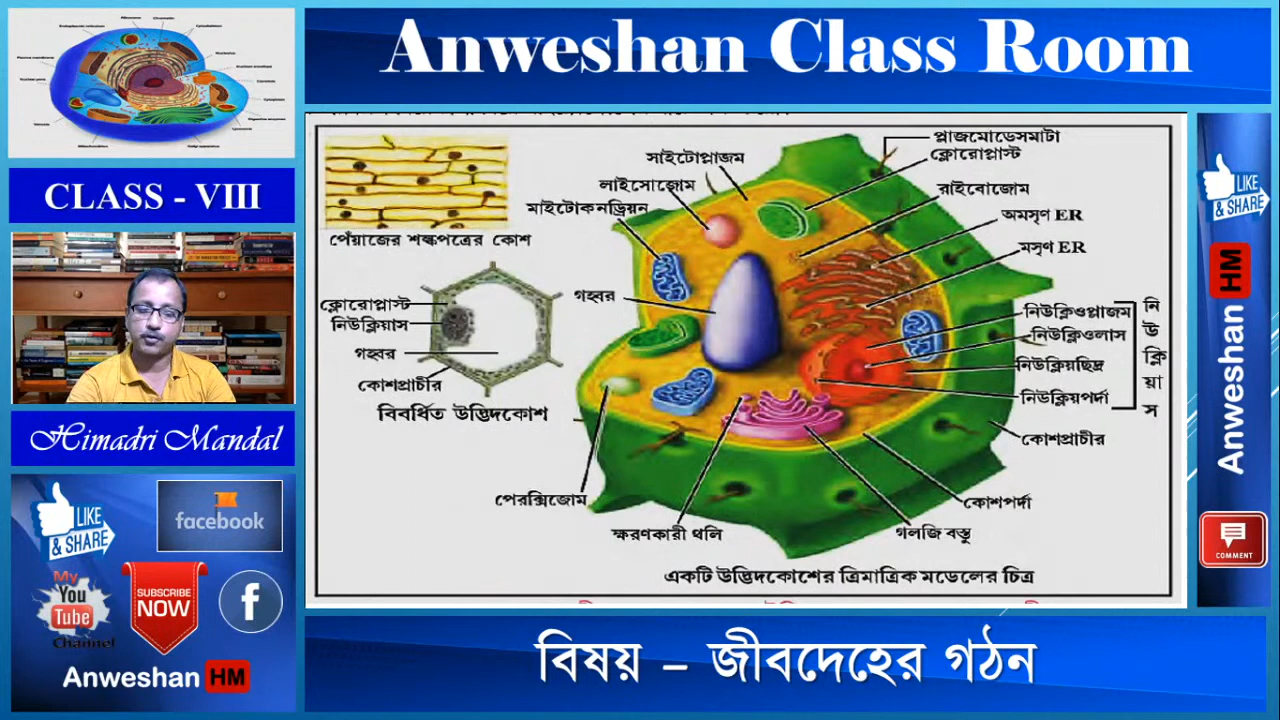 Anweshan Class Room
CLASS - VIII
Himadri Mandal
LIKE
& SHARE
facebook
My
You
Tube
Channel
SUBSCRIBE
NOW
f
Anweshan HM
পেঁয়াজের শল্কপত্রের কোশ
ক্লোরোপ্লাস্ট
নিউক্লিয়াস
গহ্বর
কোশপ্রাচীর
বিবর্ধিত উদ্ভিদকোশ
সাইটোপ্লাজম
লাইসোজোম
মাইটোকনড্রিয়ন
গহ্বর
পেরক্সিজোম
ক্ষরণকারী থলি
প্লাজমোডেসমাটা
ক্লোরোপ্লাস্ট
রাইবোজোম
অমসৃণ ER
মসৃণ ER
নিউক্লিওপ্লাজম
নিউক্লিওলাস
নিউক্লিয়ছিদ্র
নিউক্লিয়পর্দা
নিউক্লিয়াস
কোশপ্রাচীর
কোশপর্দা
গলজি বস্তু
একটি উদ্ভিদকোশের ত্রিমাত্রিক মডেলের চিত্র
LIKE
& SHARE
Anweshan HM
COMMENT
বিষয় – জীবদেহের গঠন